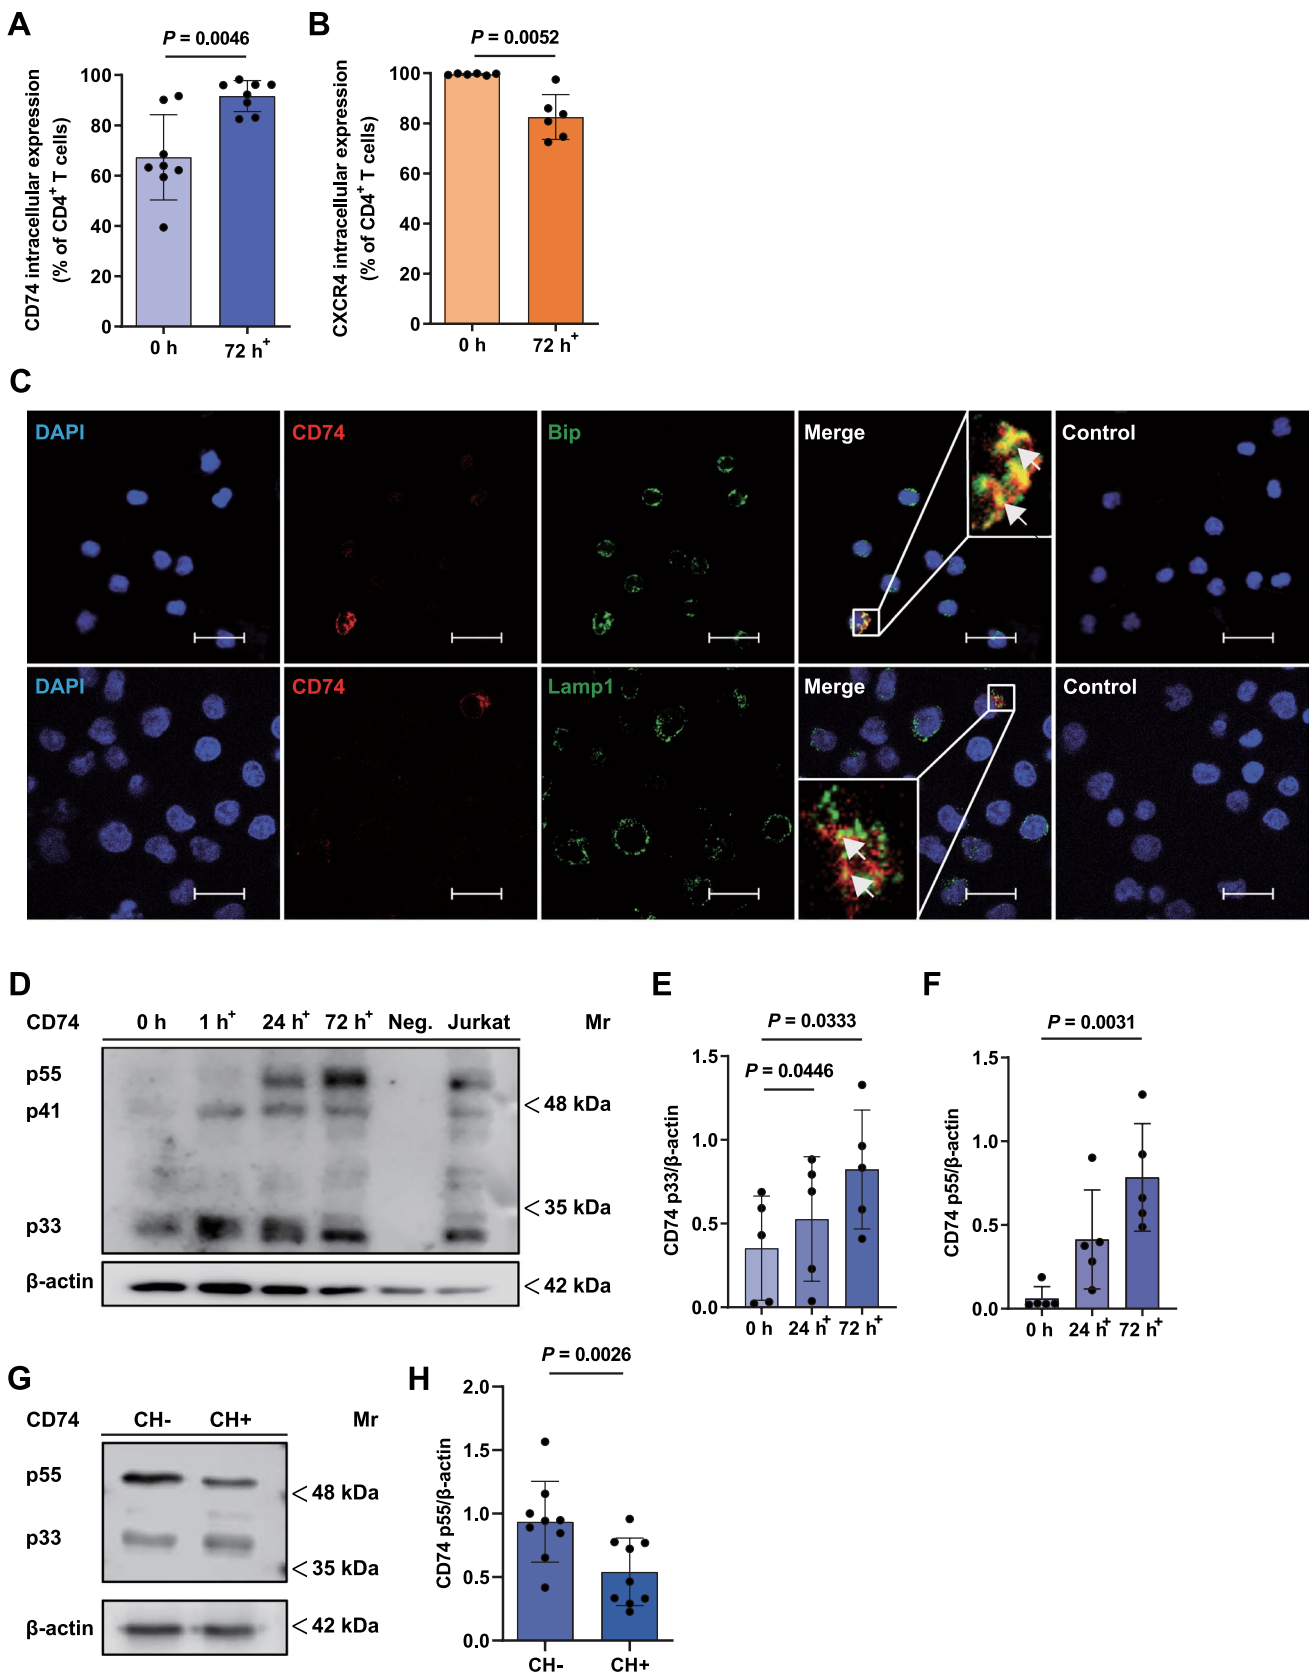 A
P = 0.0046
CD74 intracellular expression
(% of CD4+ T cells)
100
80
60
40
20
0
0 h
72 h+
B
P = 0.0052
CXCR4 intracellular expression
(% of CD4+ T cells)
100
80
60
40
20
0
0 h
72 h+
C
DAPI
CD74
Bip
Merge
Control
DAPI
CD74
Lamp1
Merge
Control
D
CD74 0 h 1 h+ 24 h+ 72 h+ Neg. Jurkat Mr
p55
p41
p33
β-actin
< 48 kDa
< 35 kDa
< 42 kDa
E
P = 0.0333
P = 0.0446
CD74 p33/β-actin
1.5
1.0
0.5
0.0
0 h 24 h+ 72 h+
F
P = 0.0031
CD74 p55/β-actin
1.5
1.0
0.5
0.0
0 h 24 h+ 72 h+
G
CD74 CH- CH+ Mr
p55
p33
β-actin
< 48 kDa
< 35 kDa
< 42 kDa
H
P = 0.0026
CD74 p55/β-actin
2.0
1.5
1.0
0.5
0.0
CH- CH+